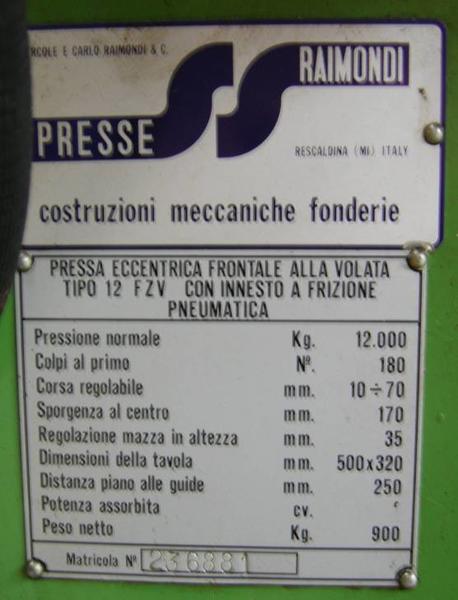 RCOLE E CARLO RAIMONDI & C.
RAIMONDI
PRESSE
RESCALDINA (MI) ITALY
costruzioni meccaniche fonderie
PRESSA ECCENTRICA FRONTALE ALLA VOLATA
TIPO 12 FZV CON INNESTO A FRIZIONE
PNEUMATICA
Pressione normale Kg. 12.000
Colpi al primo N°. 180
Corsa regolabile mm. 10÷70
Sporgenza al centro mm. 170
Regolazione mazza in altezza mm. 35
Dimensioni della tavola mm. 500x320
Distanza piano alle guide mm. 250
Potenza assorbita cv.
Peso netto Kg. 900
Matricola N° 236881